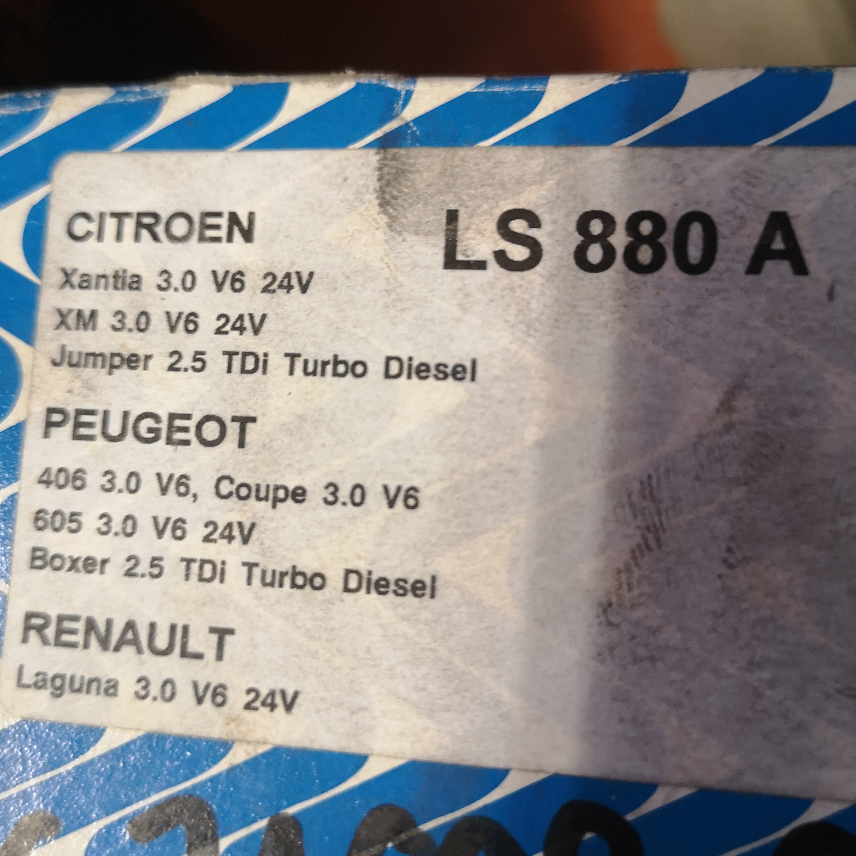 CITROEN
LS 880 A
Xantia 3.0 V6 24V
XM 3.0 V6 24V
Jumper 2.5 TDi Turbo Diesel
PEUGEOT
406 3.0 V6, Coupe 3.0 V6
605 3.0 V6 24V
Boxer 2.5 TDi Turbo Diesel
RENAULT
Laguna 3.0 V6 24V